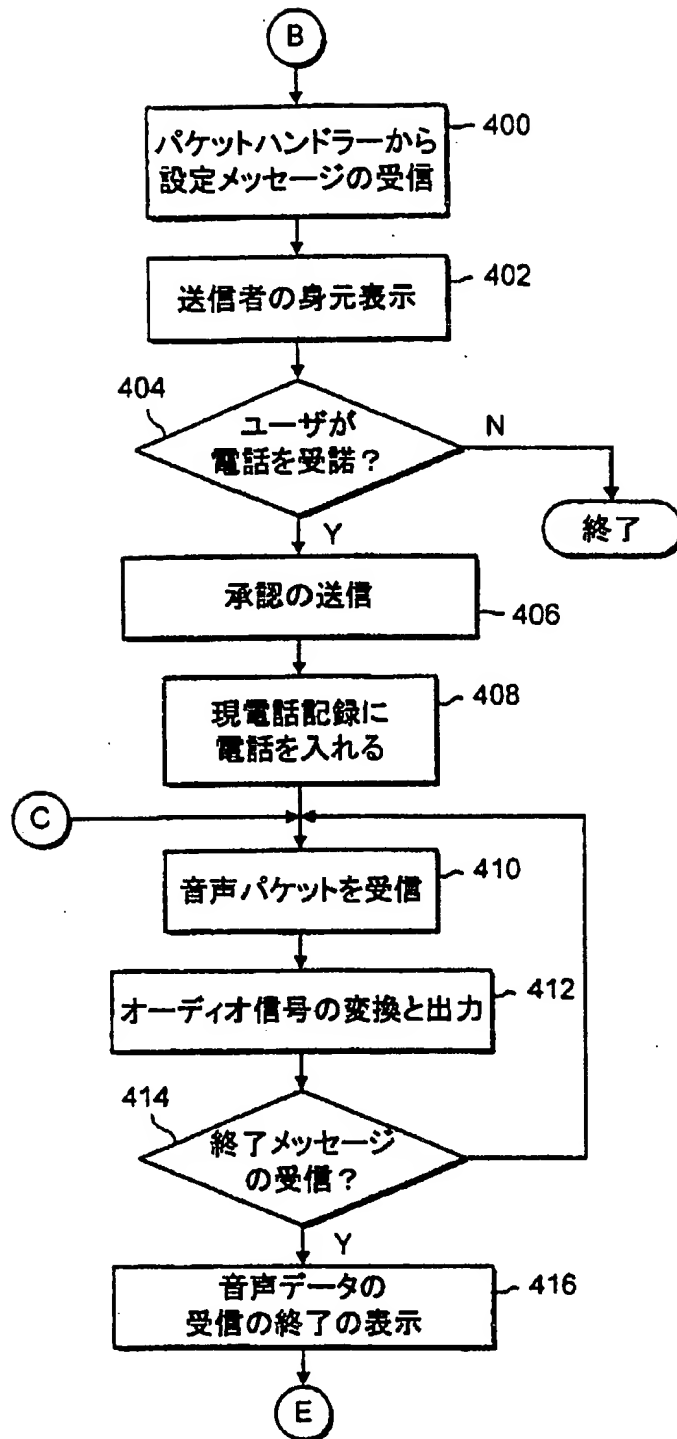 B
パケットハンドラーから
設定メッセージの受信
400
送信者の身元表示
402
404
ユーザが
電話を受諾？
N
終了
Y
承認の送信
406
現電話記録に
電話を入れる
408
C
音声パケットを受信
410
オーディオ信号の変換と出力
412
414
終了メッセージ
の受信？
Y
音声データの
受信の終了の表示
416
E